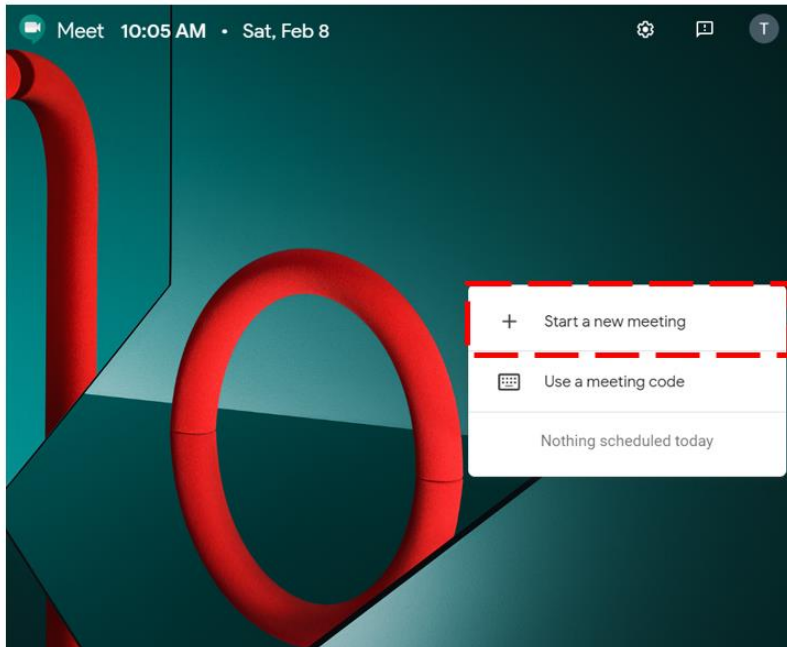 Meet 10:05 AM • Sat, Feb 8
T
Start a new meeting
Use a meeting code
Nothing scheduled today